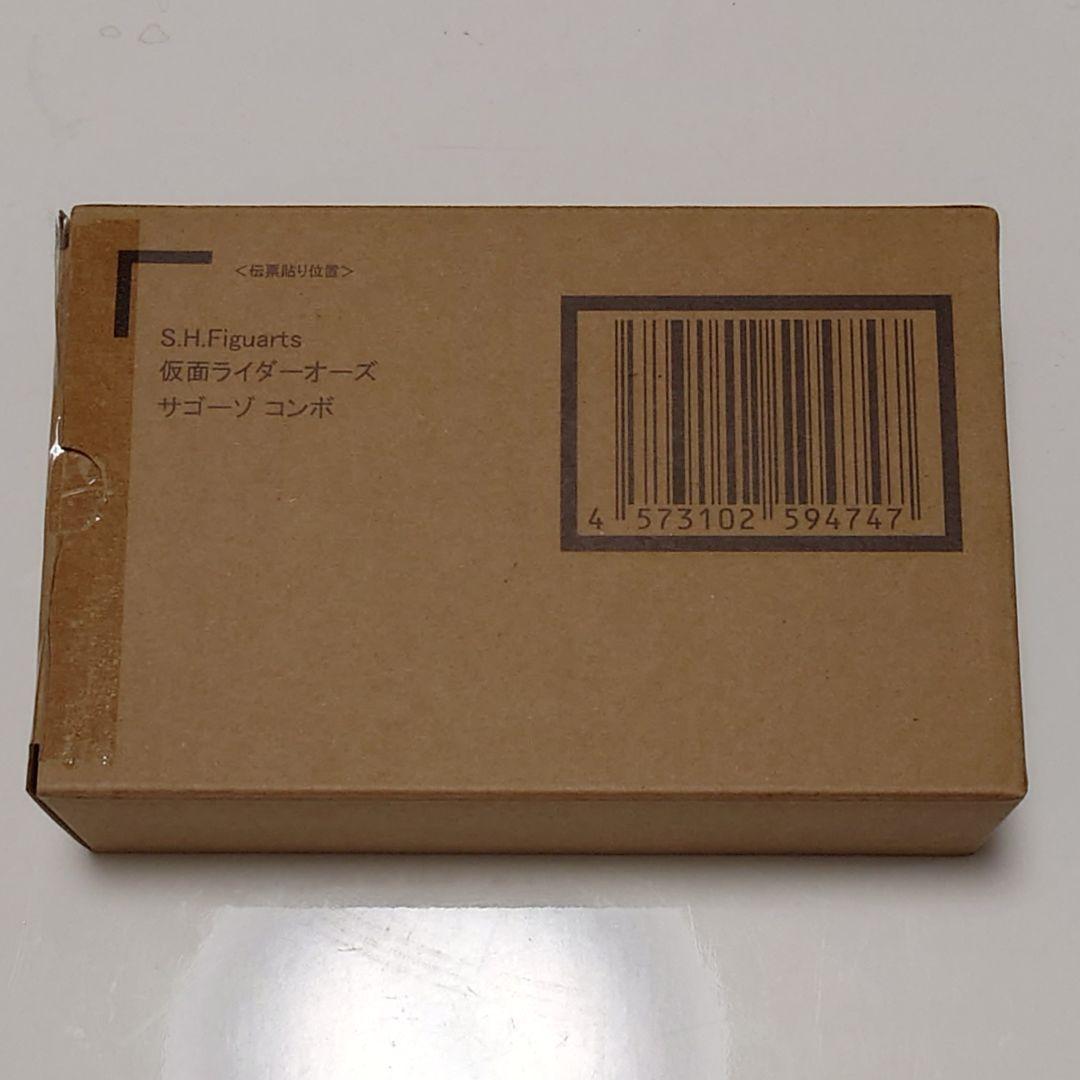 ＜伝票貼り位置＞
S.H.Figuarts
仮面ライダーオーズ
サゴーゾ コンボ
4 573102 594747